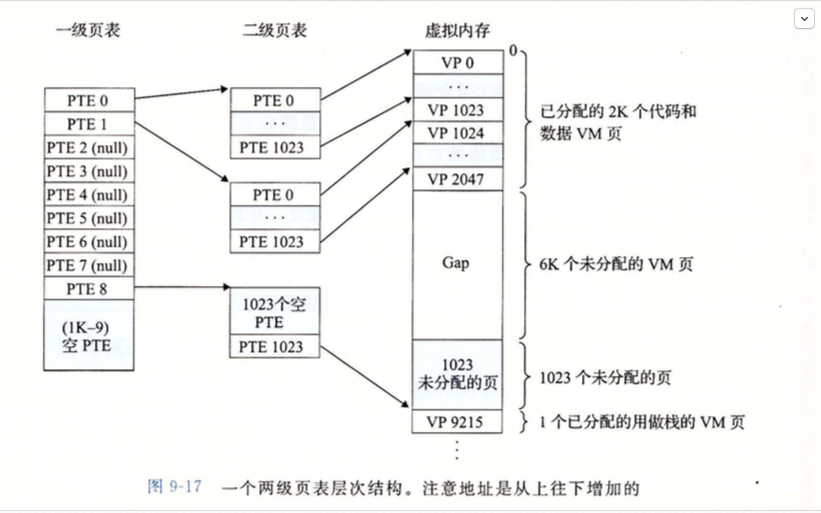 一级页表
二级页表
虚拟内存
PTE 0
PTE 1
PTE 2 (null)
PTE 3 (null)
PTE 4 (null)
PTE 5 (null)
PTE 6 (null)
PTE 7 (null)
PTE 8
(1K–9)
空 PTE
PTE 0
···
PTE 1023
PTE 0
···
PTE 1023
1023个空
PTE
PTE 1023
0
VP 0
···
VP 1023
VP 1024
···
VP 2047
Gap
1023
未分配的页
VP 9215
⋮
已分配的 2K 个代码和
数据 VM 页
6K 个未分配的 VM 页
1023 个未分配的页
1 个已分配的用做栈的 VM 页
图 9-17 一个两级页表层次结构。注意地址是从上往下增加的